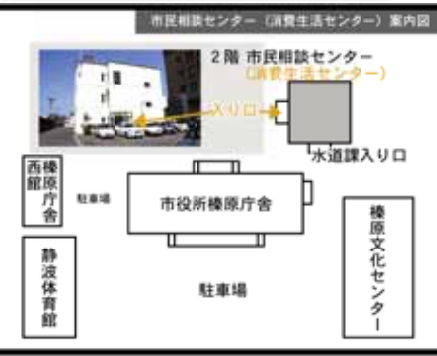 市民相談センター（消費生活センター）案内図
2階 市民相談センター
（消費生活センター）
入り口
水道課入り口
榛原庁舎
西館
駐車場
市役所榛原庁舎
静波体育館
駐車場
榛原文化センター